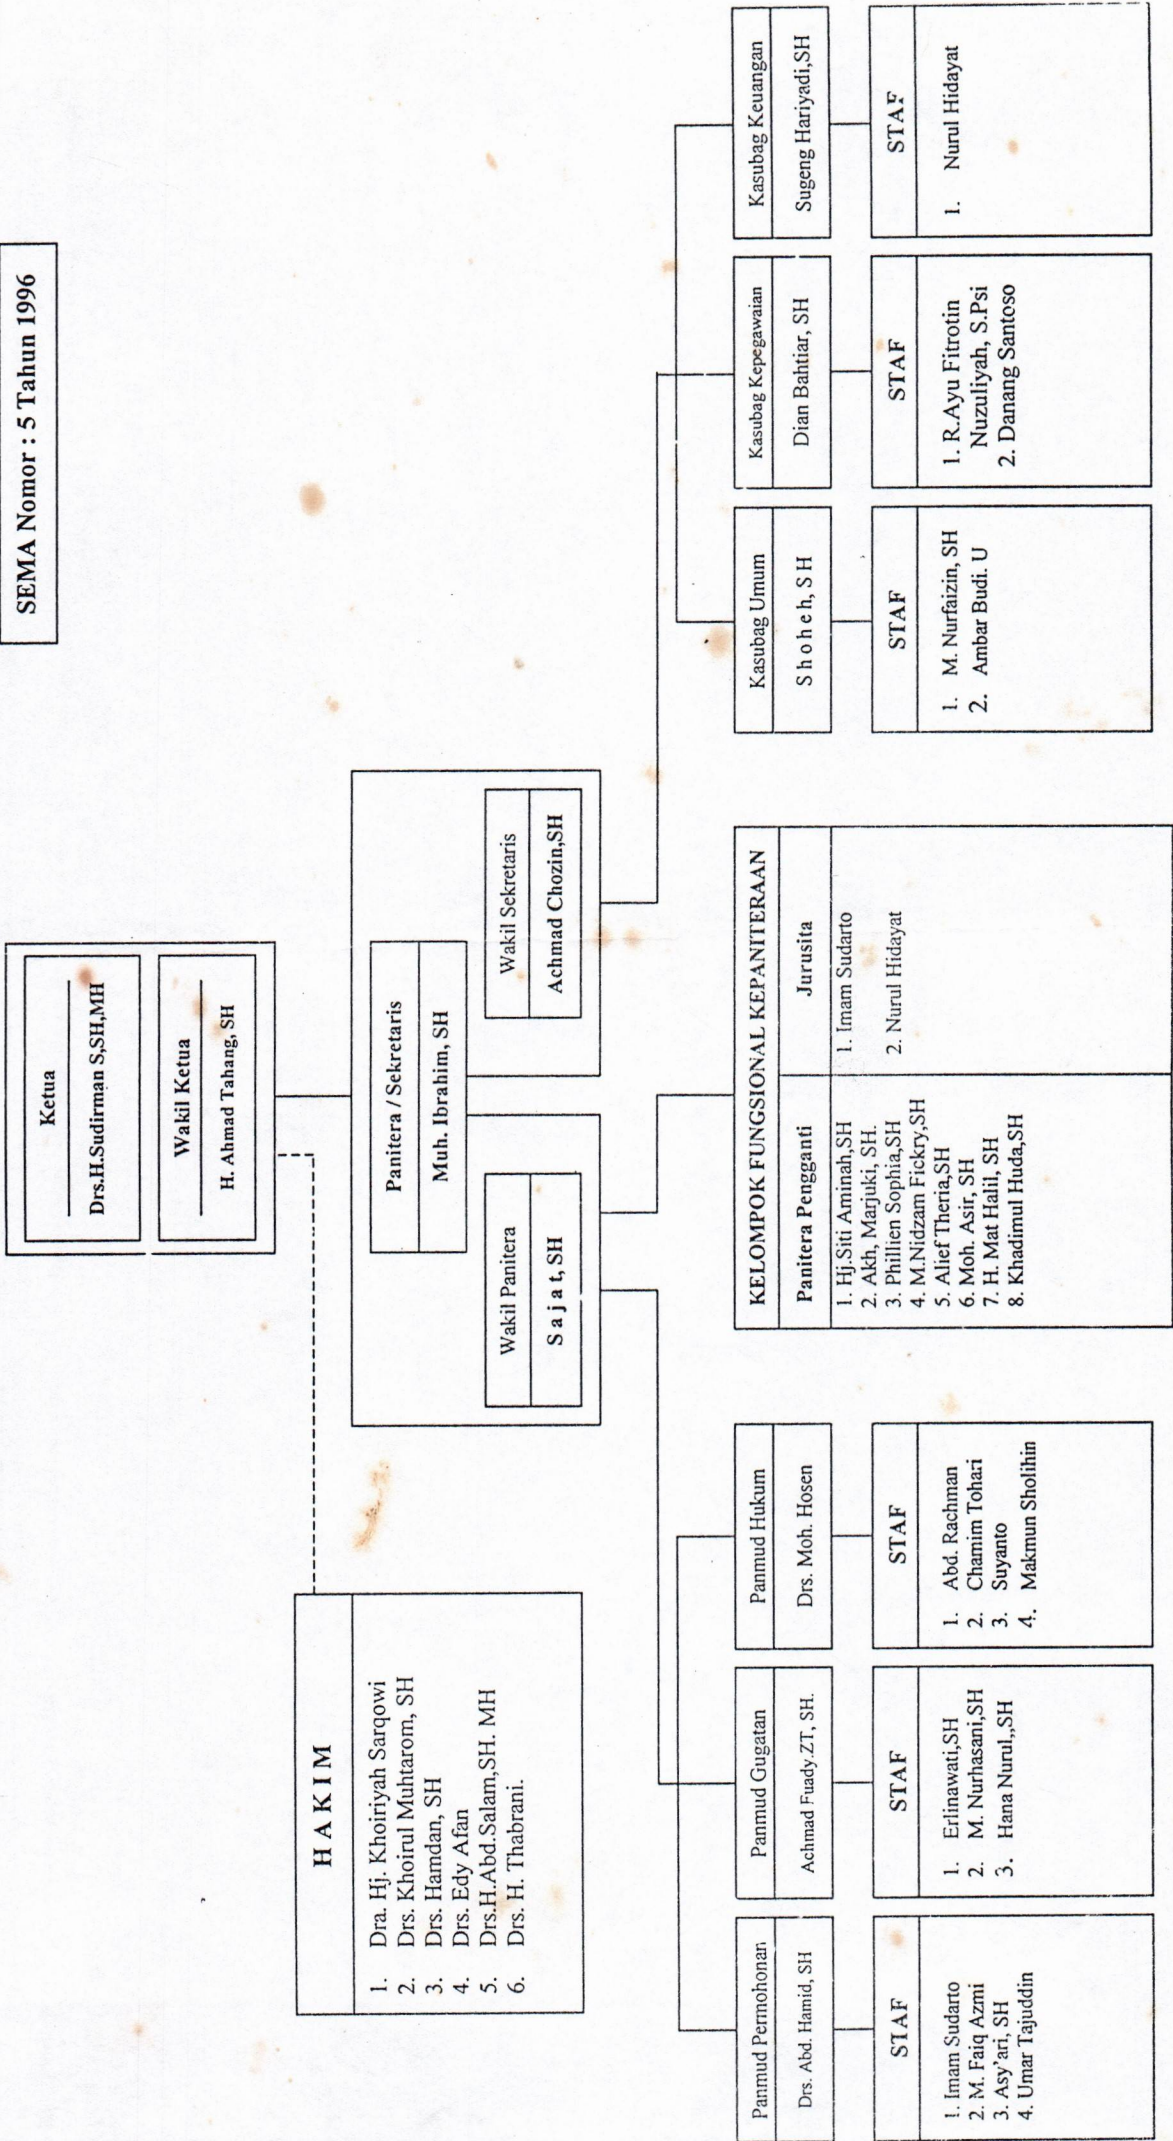 SEMA Nomor : 5 Tahun 1996
Ketua
Drs.H.Sudirman S,SH,MH
Wakil Ketua
H. Ahmad Tahang, SH
H A K I M
1. Dra. Hj. Khoiriyah Sarqowi
2. Drs. Khoirul Muhtarom, SH
3. Drs. Hamdan, SH
4. Drs. Edy Afan
5. Drs.H.Abd.Salam,SH. MH
6. Drs. H. Thabrani.
Panitera / Sekretaris
Muh. Ibrahim, SH
Wakil Panitera
S a j a t, SH
Wakil Sekretaris
Achmad Chozin,SH
Panmud Permohonan
Drs. Abd. Hamid, SH
STAF
1. Imam Sudarto
2. M. Faiq Azmi
3. Asy'ari, SH
4. Umar Tajuddin
Panmud Gugatan
Achmad Fuady.ZT, SH.
STAF
1. Erlinawati,SH
2. M. Nurhasani,SH
3. Hana Nurul,,SH
Panmud Hukum
Drs. Moh. Hosen
STAF
1. Abd. Rachman
2. Chamim Tohari
3. Suyanto
4. Makmun Sholihin
KELOMPOK FUNGSIONAL KEPANITERAAN
Panitera Pengganti
1. Hj.Siti Aminah,SH
2. Akh, Marjuki, SH.
3. Phillien Sophia,SH
4. M.Nidzam Fickry,SH
5. Alief Theria,SH
6. Moh. Asir, SH
7. H. Mat Halil, SH
8. Khadimul Huda,SH
Jurusita
1. Imam Sudarto
2. Nurul Hidayat
Kasubag Umum
S h o h e h, S H
STAF
1. M. Nurfaizin, SH
2. Ambar Budi. U
Kasubag Kepegawaian
Dian Bahtiar, SH
STAF
1. R.Ayu Fitrotin
Nuzuliyah, S.Psi
2. Danang Santoso
Kasubag Keuangan
Sugeng Hariyadi,SH
STAF
1. Nurul Hidayat